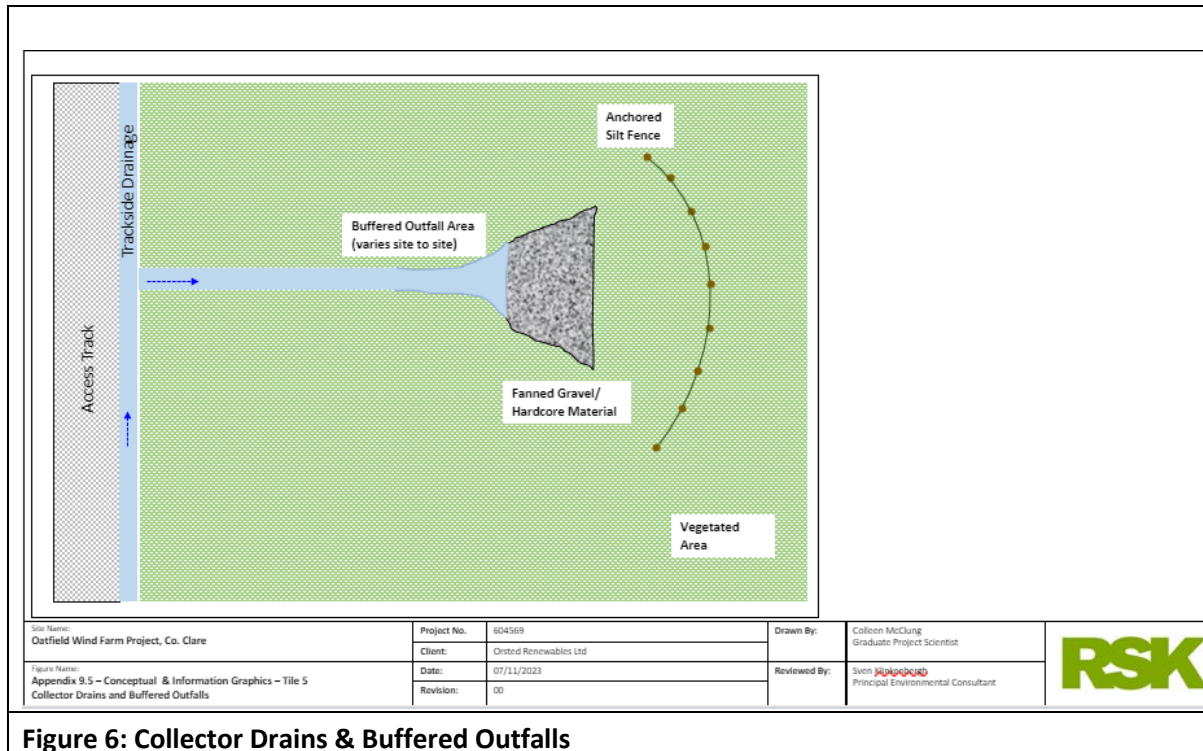 Anchored
Silt Fence
Trackside Drainage
Access Track
Buffered Outfall Area
(varies site to site)
Fanned Gravel/
Hardcore Material
Vegetated
Area
Site Name:
Oatfield Wind Farm Project, Co. Clare
Figure Name:
Appendix 9.5 – Conceptual & Information Graphics – Tile 5
Collector Drains and Buffered Outfalls
Project No. 604569
Client: Orsted Renewables Ltd
Date: 07/11/2023
Revision: 00
Drawn By: Colleen McClung
Graduate Project Scientist
Reviewed By: Sven
Principal Environmental Consultant
RSK
Figure 6: Collector Drains & Buffered Outfalls